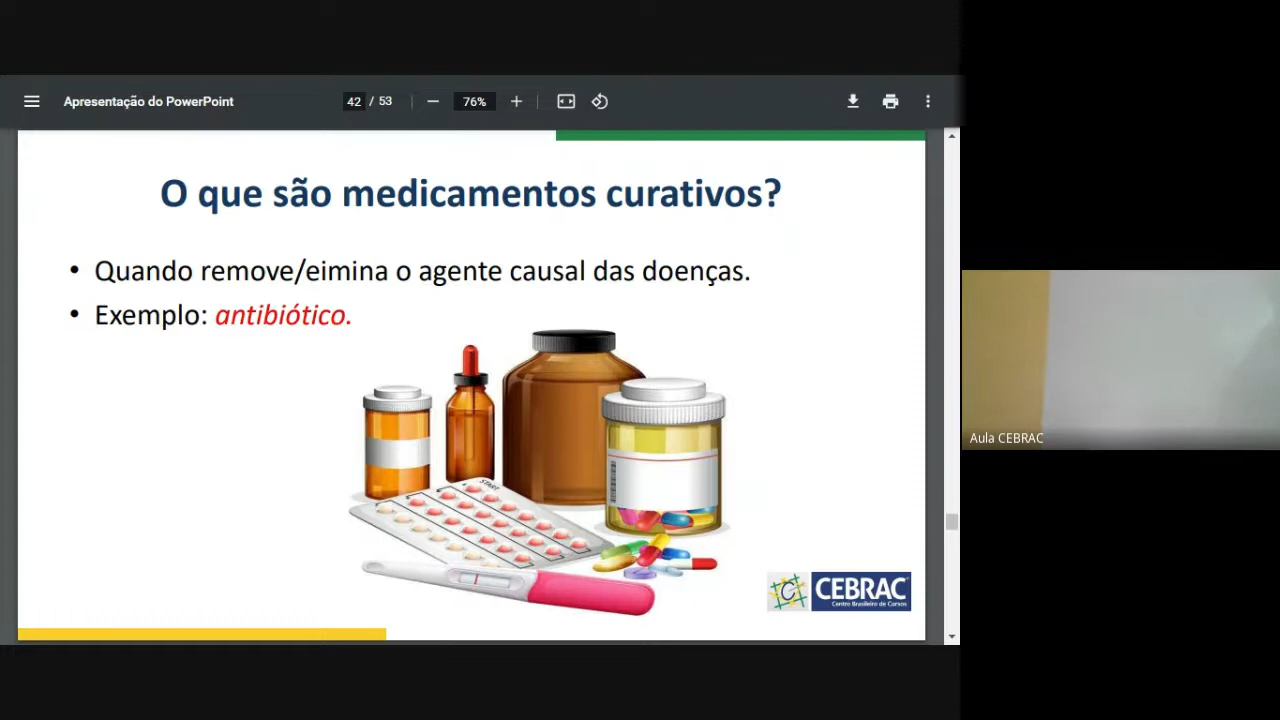 Apresentação do PowerPoint
42 / 53
76%
O que são medicamentos curativos?
• Quando remove/eimina o agente causal das doenças.
• Exemplo: antibiótico.
START
C CEBRAC
Centro Brasileiro de Cursos
Aula CEBRAC